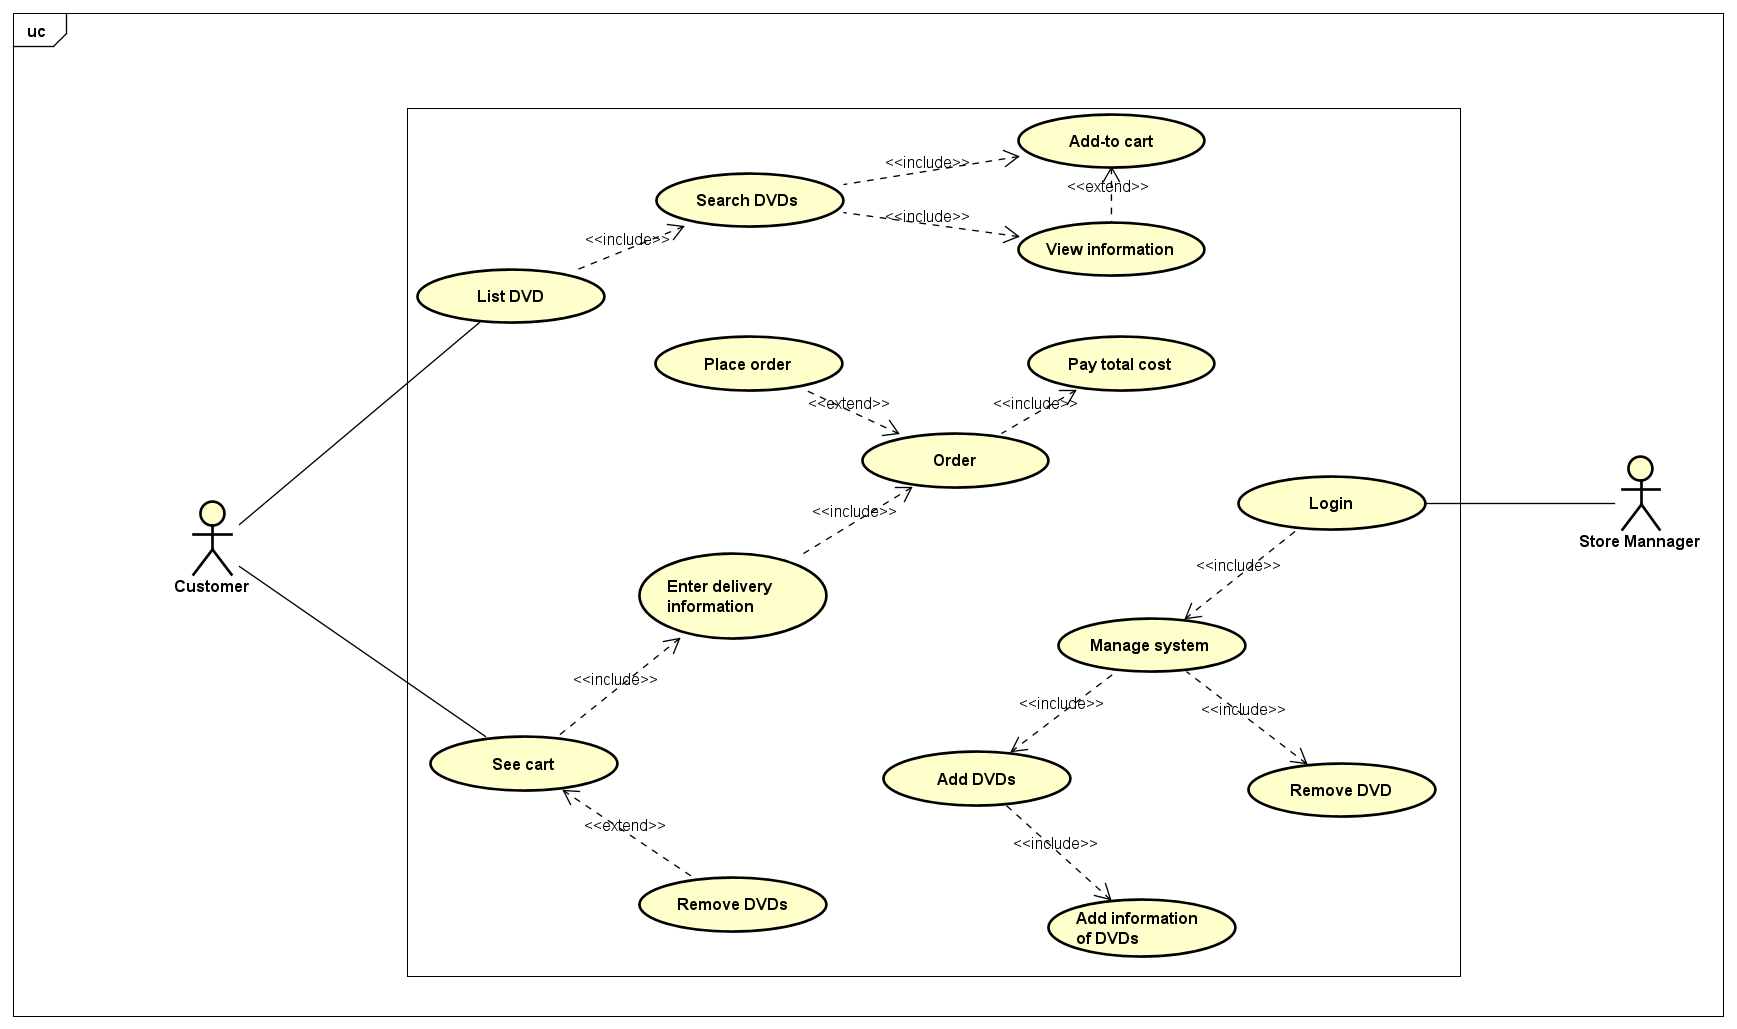 uc
Add-to cart
<<include>>
<<extend>>
Search DVDs
<<include>>
<<include>>
View information
List DVD
Place order
Pay total cost
<<extend>>
<<include>>
Order
Login
<<include>>
Store Mannager
<<include>>
Customer
Enter delivery
information
Manage system
<<include>>
<<include>>
<<include>>
See cart
Add DVDs
Remove DVD
<<extend>>
<<include>>
Remove DVDs
Add information
of DVDs